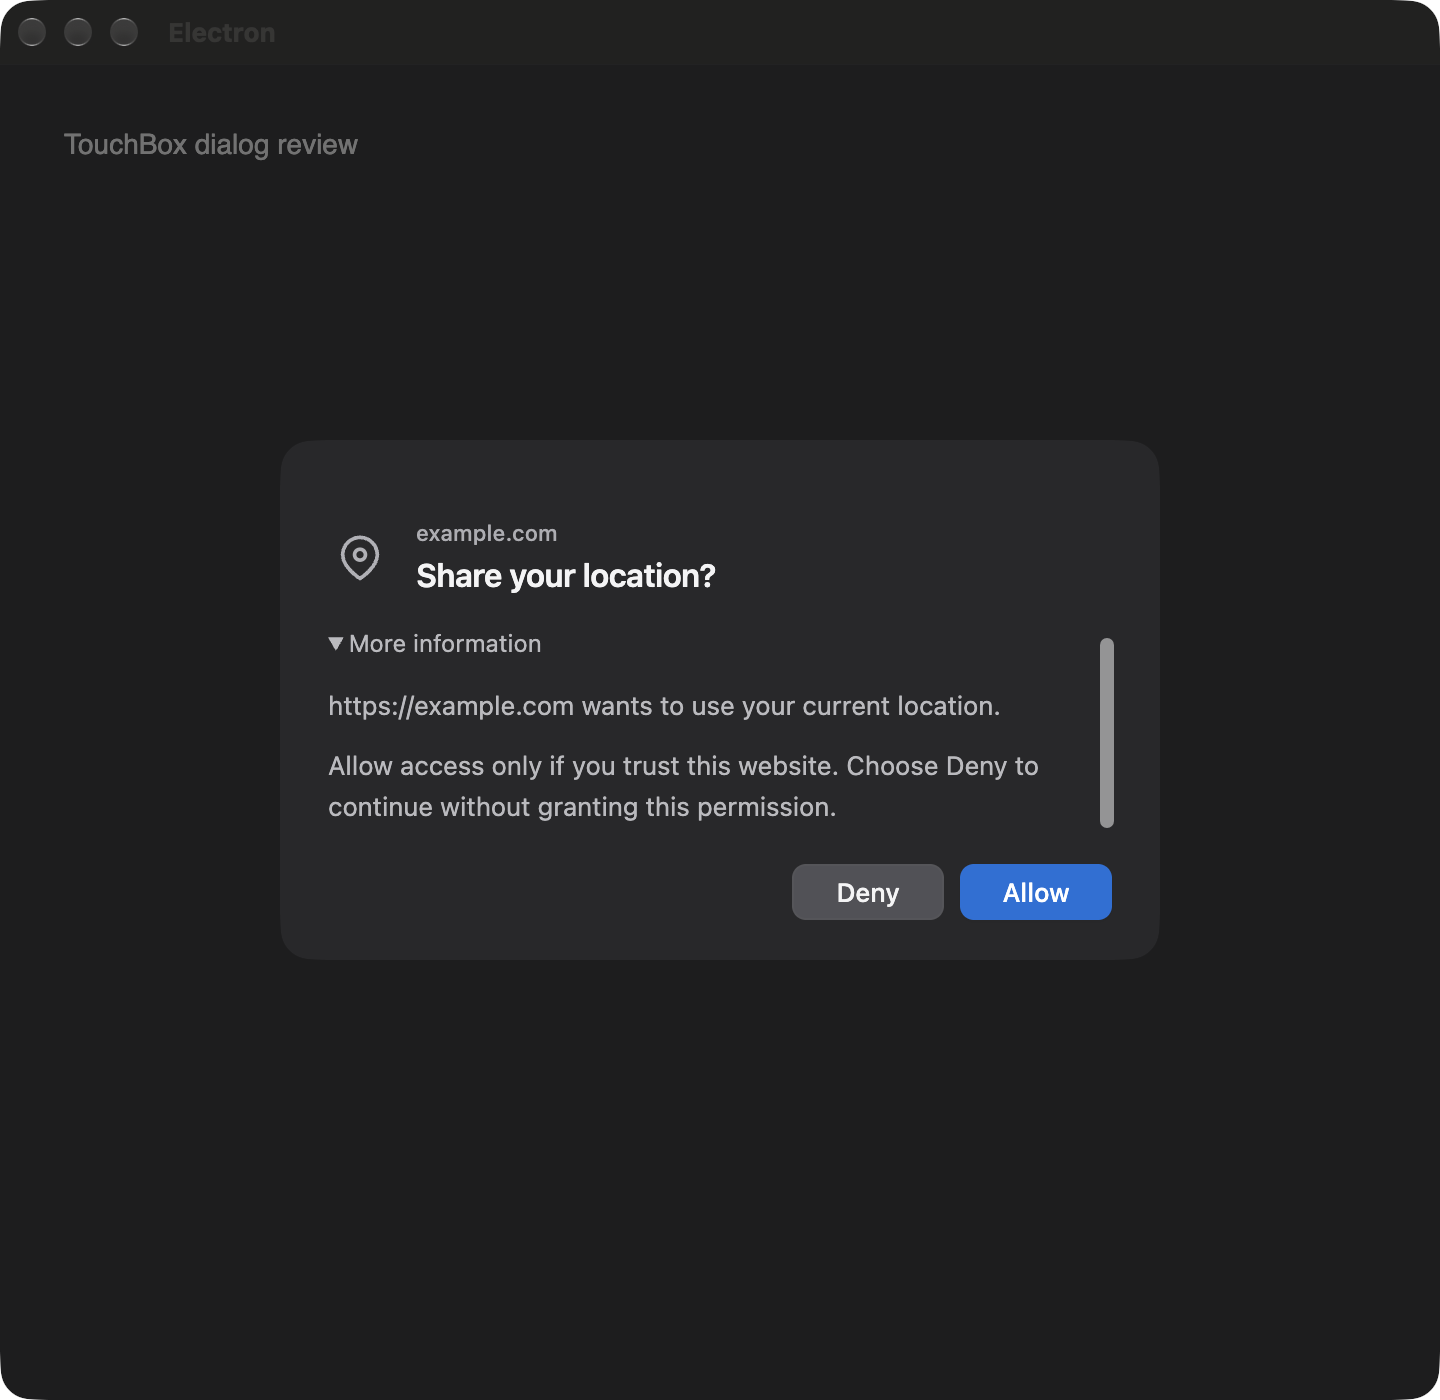 Electron
TouchBox dialog review
example.com
Share your location?
More information
https://example.com wants to use your current location.
Allow access only if you trust this website. Choose Deny to
continue without granting this permission.
Deny
Allow